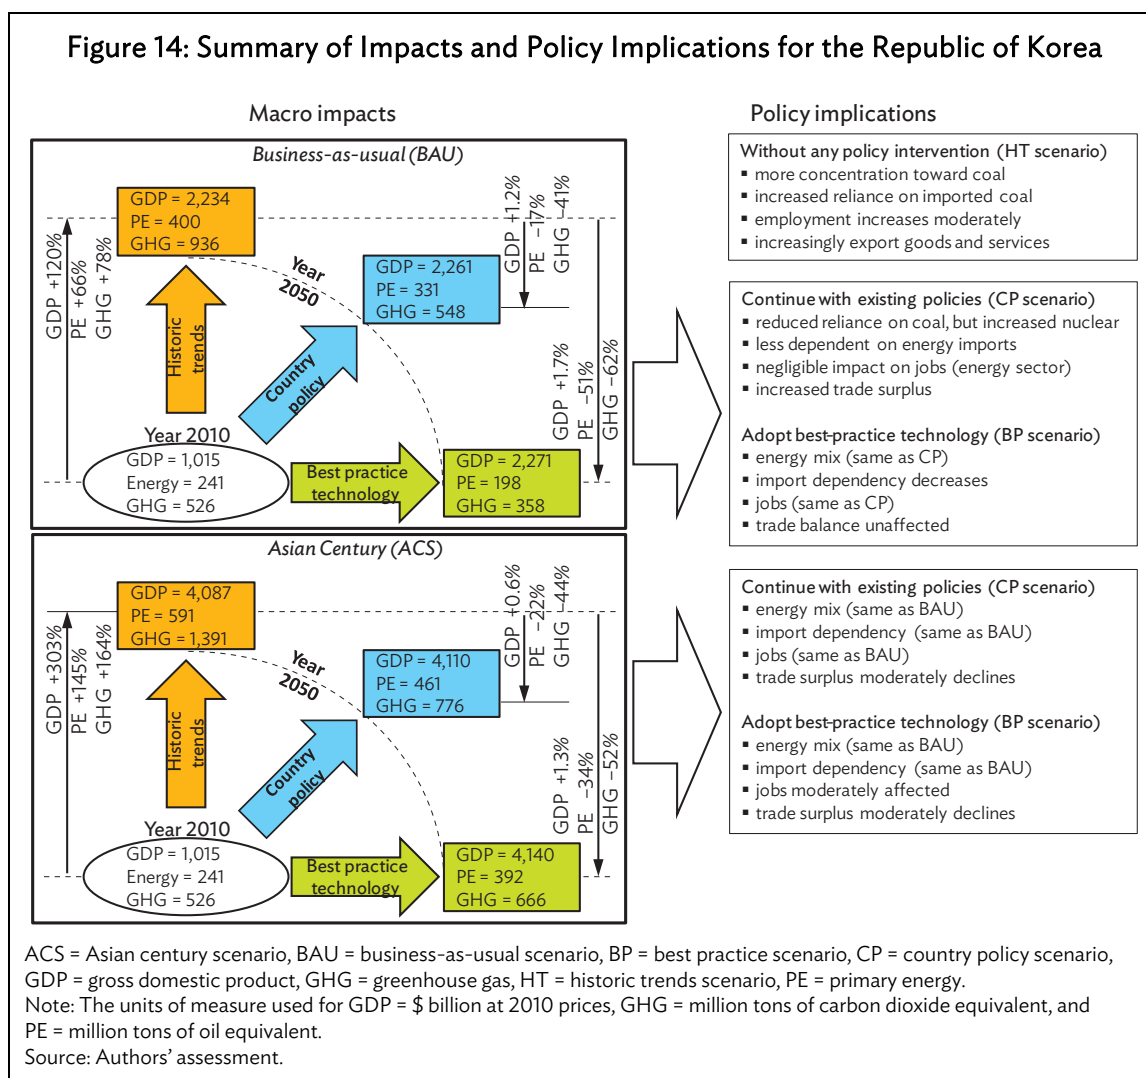 Figure 14: Summary of Impacts and Policy Implications for the Republic of Korea
Macro impacts
Business-as-usual (BAU)
GDP = 2,234
PE = 400
GHG = 936
GDP +120%
PE +66%
GHG +78%
Historic
trends
Year
2050
Country
policy
GDP = 2,261
PE = 331
GHG = 548
GDP +1.2%
PE –17%
GHG –41%
GDP +1.7%
PE –51%
GHG –62%
Year 2010
GDP = 1,015
Energy = 241
GHG = 526
Best practice
technology
GDP = 2,271
PE = 198
GHG = 358
Asian Century (ACS)
GDP = 4,087
PE = 591
GHG = 1,391
GDP +303%
PE +145%
GHG +164%
Historic
trends
Year
2050
Country
policy
GDP = 4,110
PE = 461
GHG = 776
GDP +0.6%
PE –22%
GHG –44%
GDP +1.3%
PE –34%
GHG –52%
Year 2010
GDP = 1,015
Energy = 241
GHG = 526
Best practice
technology
GDP = 4,140
PE = 392
GHG = 666
Policy implications
Without any policy intervention (HT scenario)
▪ more concentration toward coal
▪ increased reliance on imported coal
▪ employment increases moderately
▪ increasingly export goods and services
Continue with existing policies (CP scenario)
▪ reduced reliance on coal, but increased nuclear
▪ less dependent on energy imports
▪ negligible impact on jobs (energy sector)
▪ increased trade surplus
Adopt best-practice technology (BP scenario)
▪ energy mix (same as CP)
▪ import dependency decreases
▪ jobs (same as CP)
▪ trade balance unaffected
Continue with existing policies (CP scenario)
▪ energy mix (same as BAU)
▪ import dependency (same as BAU)
▪ jobs (same as BAU)
▪ trade surplus moderately declines
Adopt best-practice technology (BP scenario)
▪ energy mix (same as BAU)
▪ import dependency (same as BAU)
▪ jobs moderately affected
▪ trade surplus moderately declines
ACS = Asian century scenario, BAU = business-as-usual scenario, BP = best practice scenario, CP = country policy scenario,
GDP = gross domestic product, GHG = greenhouse gas, HT = historic trends scenario, PE = primary energy.
Note: The units of measure used for GDP = $ billion at 2010 prices, GHG = million tons of carbon dioxide equivalent, and
PE = million tons of oil equivalent.
Source: Authors’ assessment.